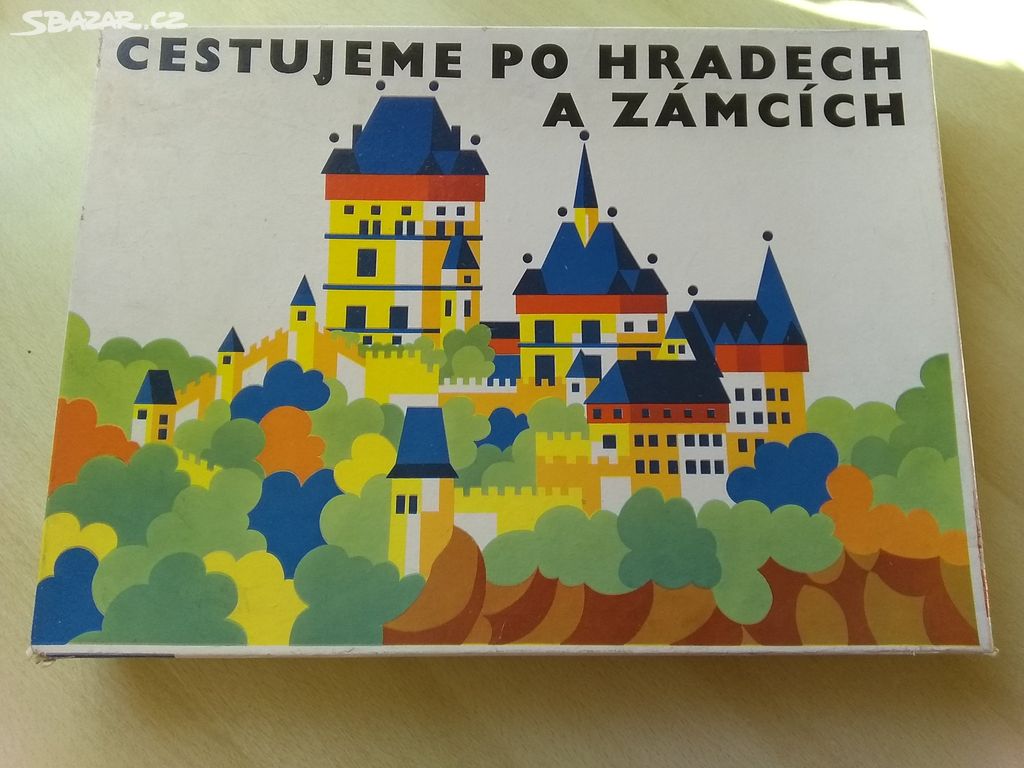 SBAZAR.CZ
CESTUJEME PO HRADECH
A ZÁMCÍCH